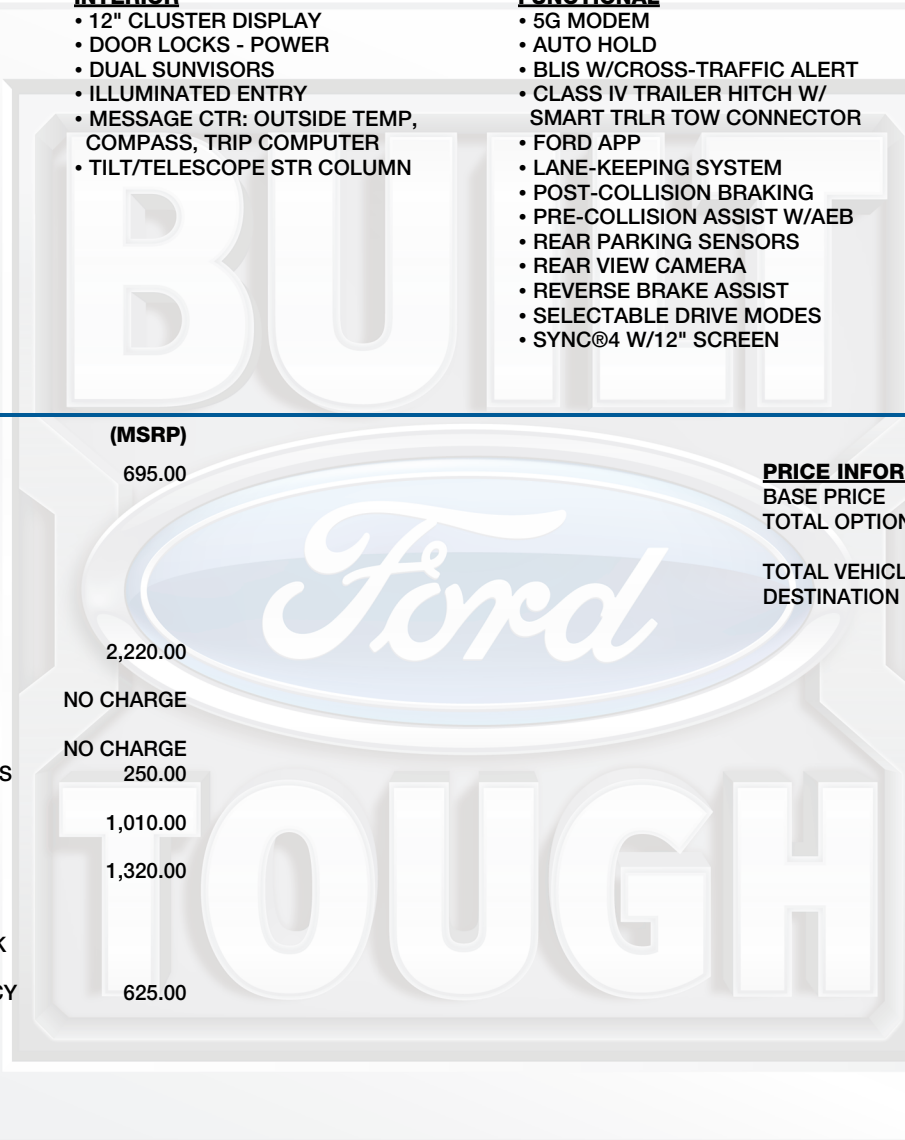 INTERIOR
• 12" CLUSTER DISPLAY
• DOOR LOCKS - POWER
• DUAL SUNVISORS
• ILLUMINATED ENTRY
• MESSAGE CTR: OUTSIDE TEMP,
COMPASS, TRIP COMPUTER
• TILT/TELESCOPE STR COLUMN
FUNCTIONAL
• 5G MODEM
• AUTO HOLD
• BLIS W/CROSS-TRAFFIC ALERT
• CLASS IV TRAILER HITCH W/
SMART TRLR TOW CONNECTOR
• FORD APP
• LANE-KEEPING SYSTEM
• POST-COLLISION BRAKING
• PRE-COLLISION ASSIST W/AEB
• REAR PARKING SENSORS
• REAR VIEW CAMERA
• REVERSE BRAKE ASSIST
• SELECTABLE DRIVE MODES
• SYNC®4 W/12" SCREEN
BUILT
(MSRP)
695.00
2,220.00
NO CHARGE
NO CHARGE
S 250.00
1,010.00
1,320.00
K
CY 625.00
PRICE INFOR
BASE PRICE
TOTAL OPTION
TOTAL VEHICL
DESTINATION
Ford
TOUGH